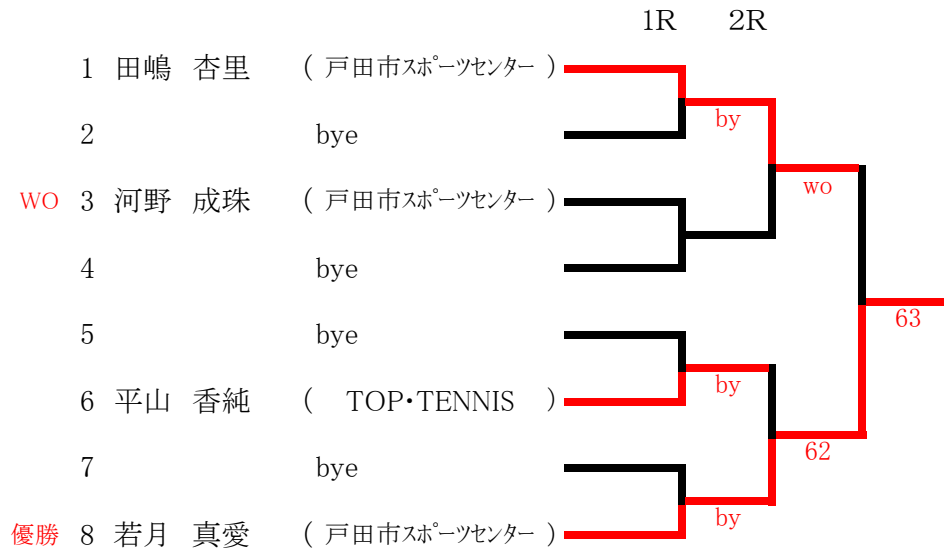 1R 2R
1 田嶋 杏里 ( 戸田市スポーツセンター )
by
2 bye
wo
WO 3 河野 成珠 ( 戸田市スポーツセンター )
4 bye
63
5 bye
by
6 平山 香純 ( TOP・TENNIS )
62
7 bye
by
優勝 8 若月 真愛 ( 戸田市スポーツセンター )